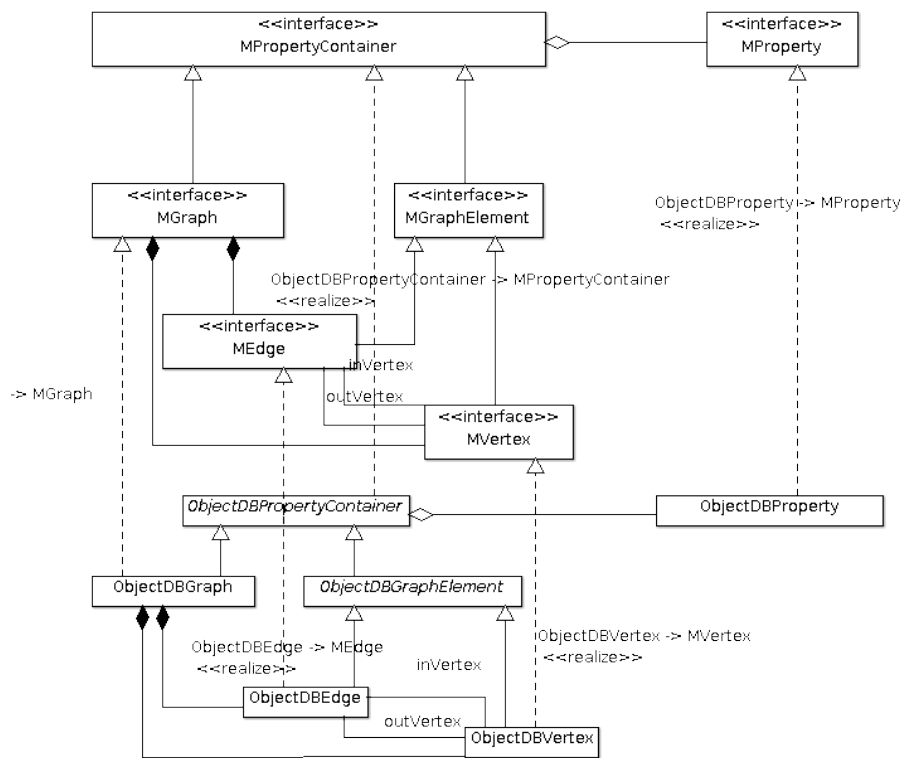 <<interface>>
MPropertyContainer
<<interface>>
MProperty
<<interface>>
MGraph
<<interface>>
MGraphElement
ObjectDBProperty -> MProperty
<<realize>>
ObjectDBPropertyContainer -> MPropertyContainer
<<realize>>
<<interface>>
MEdge
inVertex
outVertex
-> MGraph
<<interface>>
MVertex
ObjectDBPropertyContainer
ObjectDBProperty
ObjectDBGraph
ObjectDBGraphElement
ObjectDBEdge -> MEdge
<<realize>>
ObjectDBVertex -> MVertex
<<realize>>
inVertex
ObjectDBEdge
outVertex
ObjectDBVertex